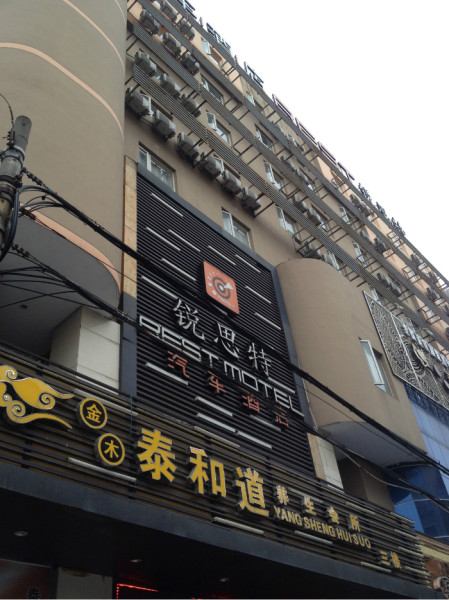 锐思特
REST MOTEL
汽车酒店
金木
泰和道
养生会所
YANG SHENG HUI SUO
三楼